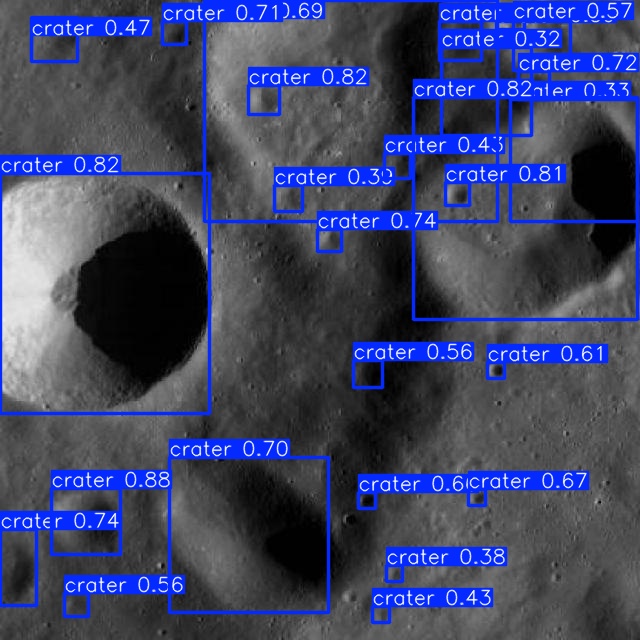 crater 0.57
crater 0.71
0.69
crater
crater 0.47
crater 0.32
crater 0.72
crater 0.82
crater 0.82
0.33
crater 0.43
crater 0.82
crater 0.39
crater 0.81
crater 0.74
crater 0.56
crater 0.61
crater 0.70
crater 0.88
crater 0.6
crater 0.67
crater 0.74
crater 0.38
crater 0.56
crater 0.43